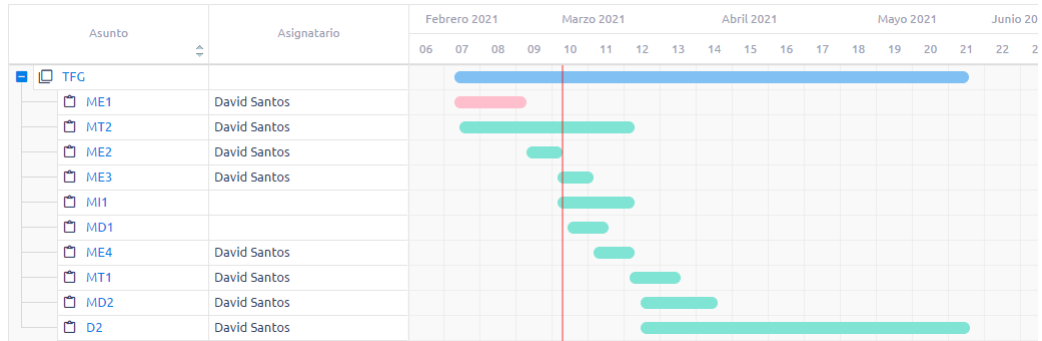 Asunto Asignatario Febrero 2021 Marzo 2021 Abril 2021 Mayo 2021 Junio 20
06 07 08 09 10 11 12 13 14 15 16 17 18 19 20 21 22 2
TFG
ME1 David Santos
MT2 David Santos
ME2 David Santos
ME3 David Santos
MI1
MD1
ME4 David Santos
MT1 David Santos
MD2 David Santos
D2 David Santos